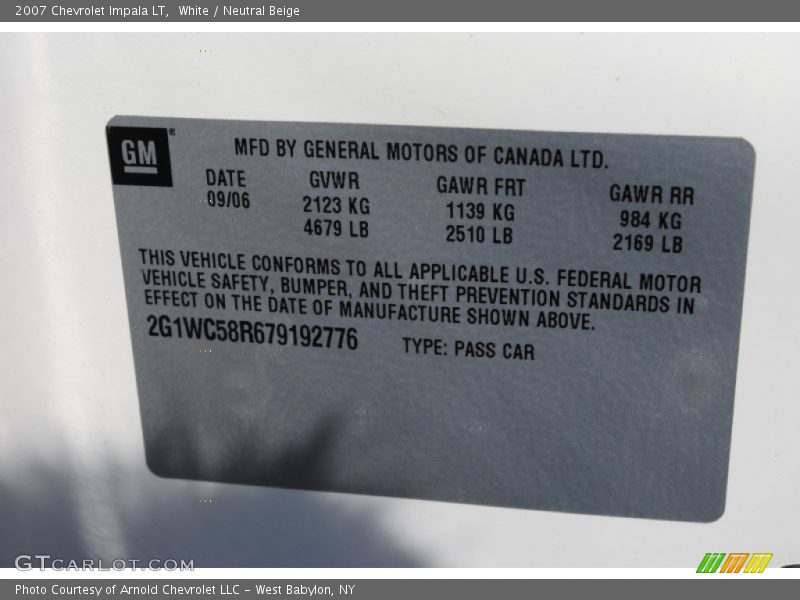 2007 Chevrolet Impala LT, White / Neutral Beige
GM®
MFD BY GENERAL MOTORS OF CANADA LTD.
DATE GVWR GAWR FRT GAWR RR
09/06 2123 KG 1139 KG 984 KG
4679 LB 2510 LB 2169 LB
THIS VEHICLE CONFORMS TO ALL APPLICABLE U.S. FEDERAL MOTOR
VEHICLE SAFETY, BUMPER, AND THEFT PREVENTION STANDARDS IN
EFFECT ON THE DATE OF MANUFACTURE SHOWN ABOVE.
2G1WC58R679192776 TYPE: PASS CAR
GTCARLOT.COM
Photo Courtesy of Arnold Chevrolet LLC - West Babylon, NY